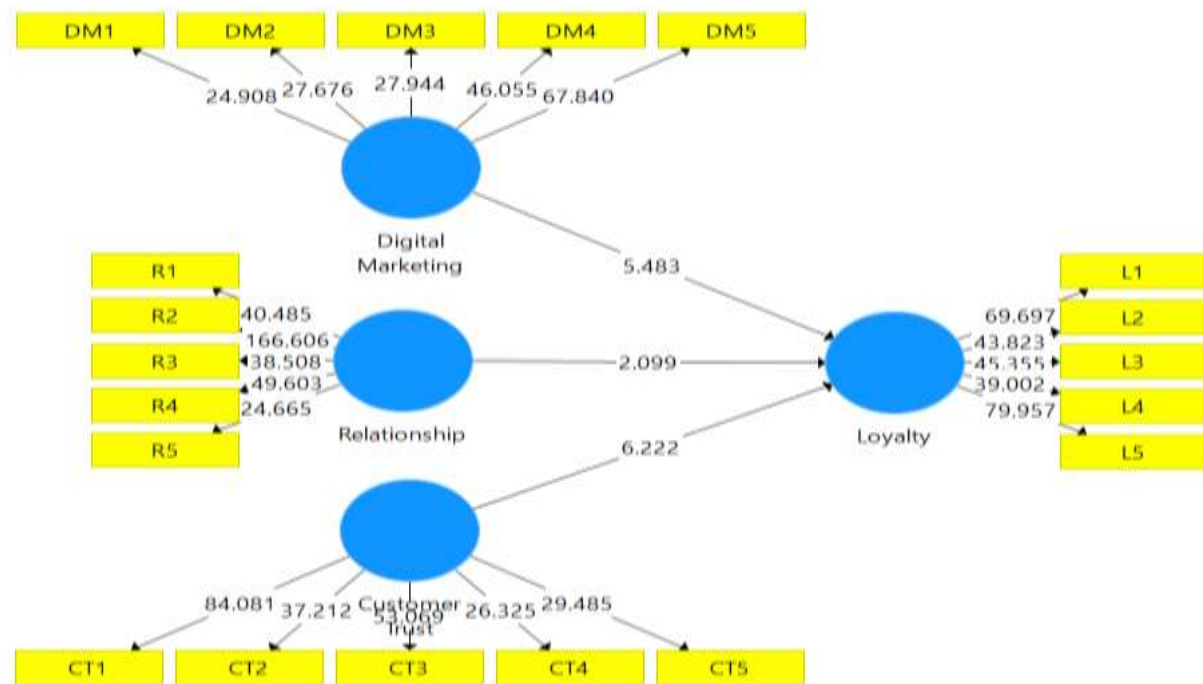 DM1 DM2 DM3 DM4 DM5
24.908 27.676 27.944 46.055 67.840
Digital
Marketing
5.483
R1
R2
R3
R4
R5
40.485
166.606
38.508
49.603
24.665
Relationship
2.099
L1
L2
L3
L4
L5
69.697
43.823
45.355
39.002
79.957
Loyalty
6.222
84.081 37.212 53.069 26.325 29.485
Customer
Trust
CT1 CT2 CT3 CT4 CT5